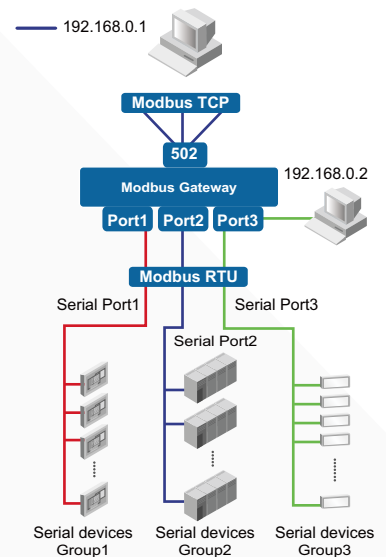 192.168.0.1
Modbus TCP
502
192.168.0.2
Modbus Gateway
Port1 Port2 Port3
Modbus RTU
Serial Port1
Serial Port3
Serial Port2
Serial devices
Group1
Serial devices
Group2
Serial devices
Group3